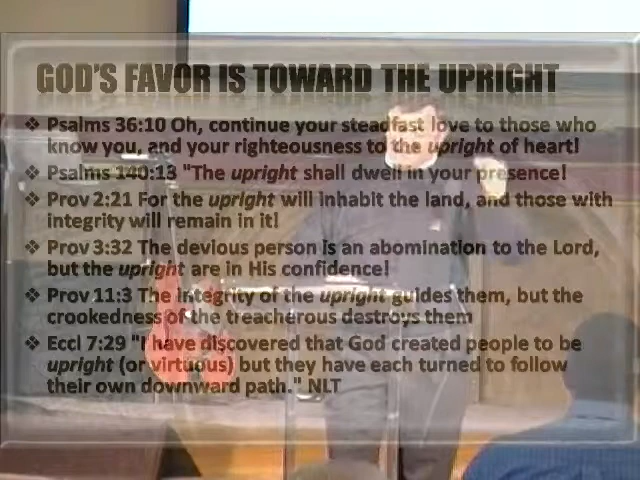 GOD'S FAVOR IS TOWARD THE UPRIGHT
❖ Psalms 36:10 Oh, continue your steadfast love to those who
know you, and your righteousness to the upright of heart!
❖ Psalms 140:13 "The upright shall dwell in your presence!
❖ Prov 2:21 For the upright will inhabit the land, and those with
integrity will remain in it!
❖ Prov 3:32 The devious person is an abomination to the Lord,
but the upright are in His confidence!
❖ Prov 11:3 The integrity of the upright guides them, but the
crookedness of the treacherous destroys them
❖ Eccl 7:29 "I have discovered that God created people to be
upright (or virtuous) but they have each turned to follow
their own downward path." NLT